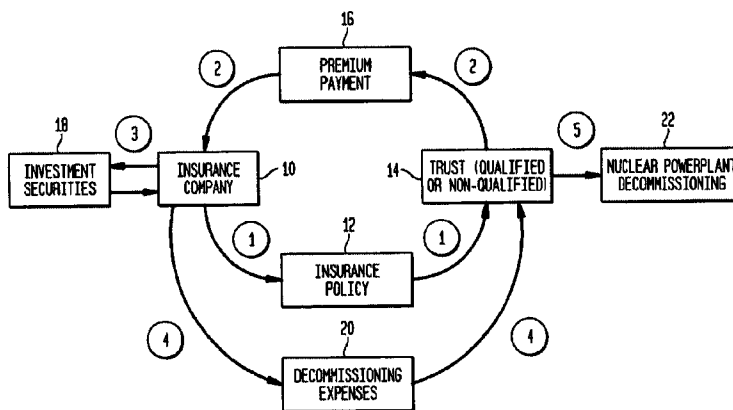 16
PREMIUM
PAYMENT
2
2
18
INVESTMENT
SECURITIES
3
INSURANCE
COMPANY
10
14
TRUST (QUALIFIED
OR NON-QUALIFIED)
5
22
NUCLEAR POWERPLANT
DECOMMISSIONING
1
12
INSURANCE
POLICY
1
4
20
DECOMMISSIONING
EXPENSES
4